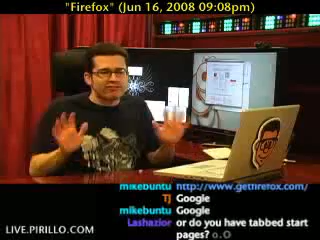 "Firefox" (Jun 16, 2008 09:08pm)
mikebuntu http://www.getfirefox.com/
Tj Google
mikebuntu Google
Lashazior or do you have tabbed start
pages? o.O
LIVE.PIRILLO.COM